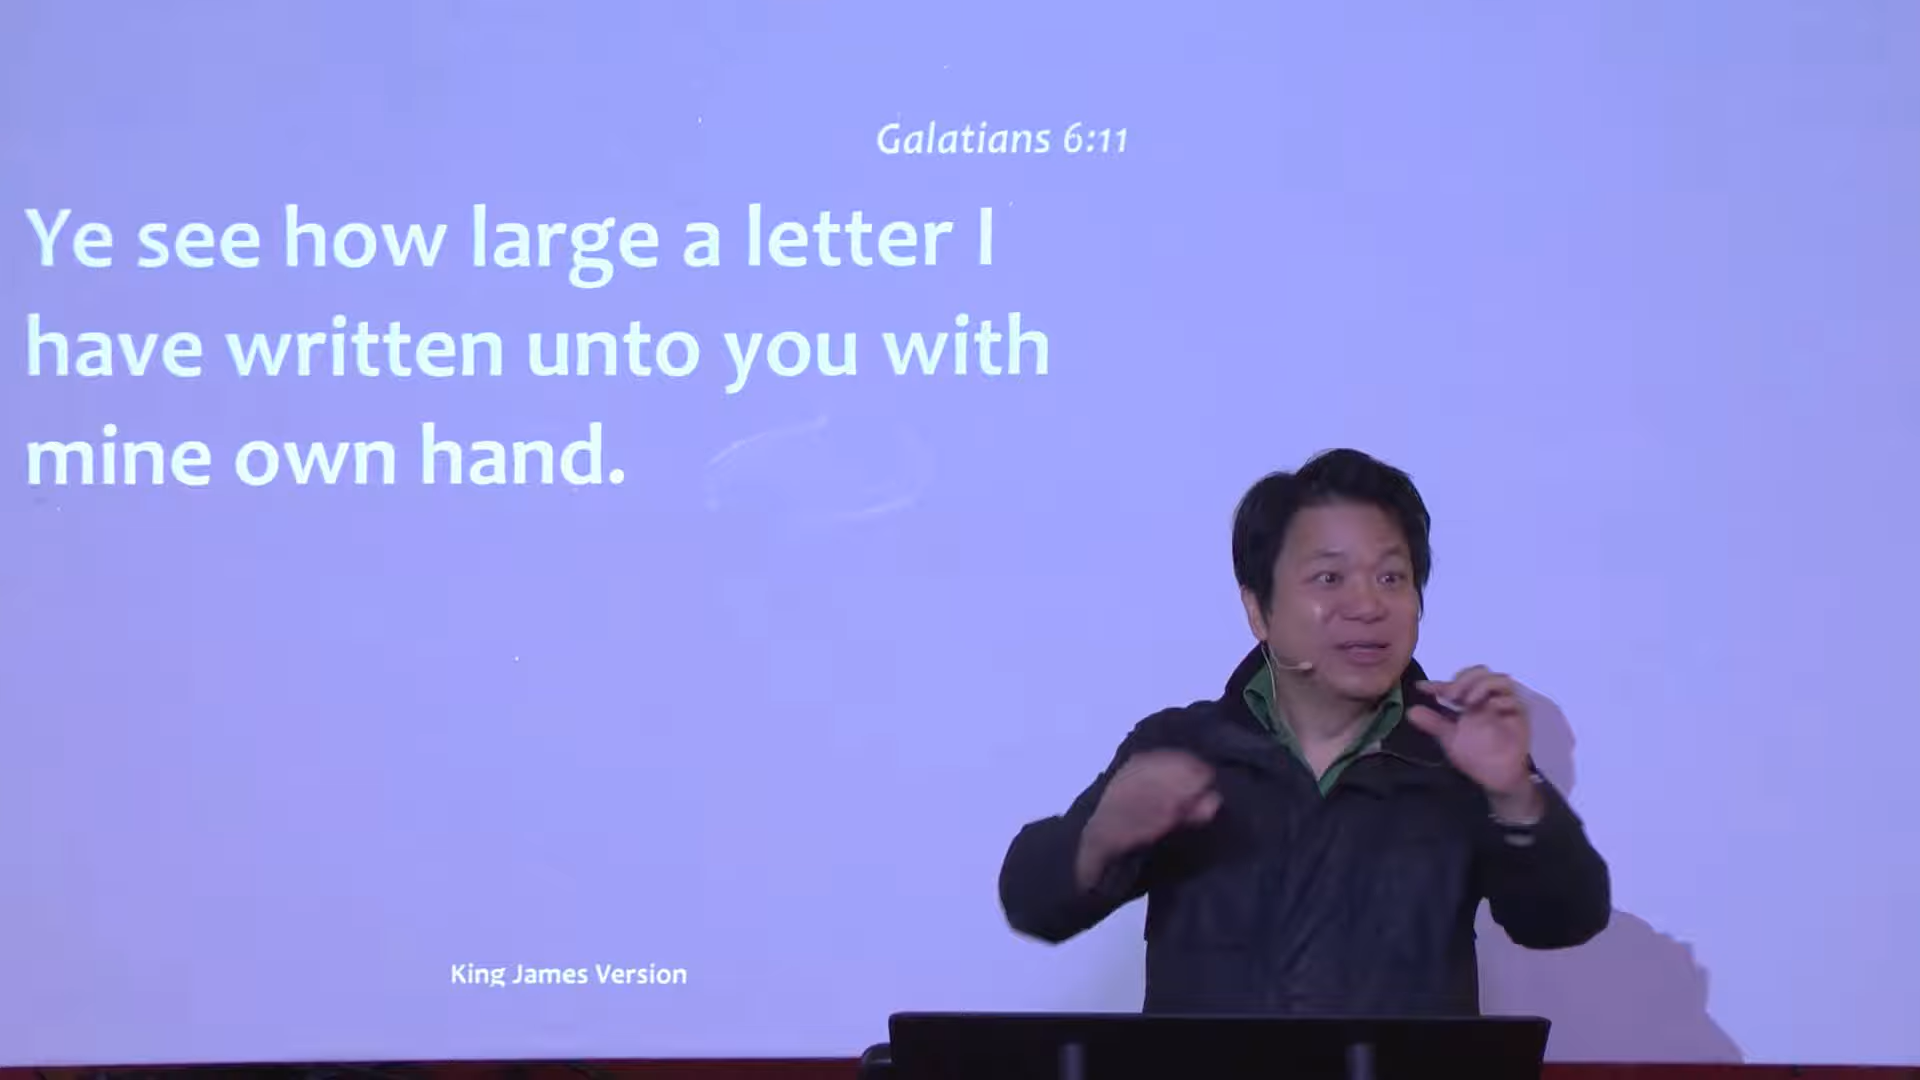 Galatians 6:11
Ye see how large a letter I
have written unto you with
mine own hand.
King James Version